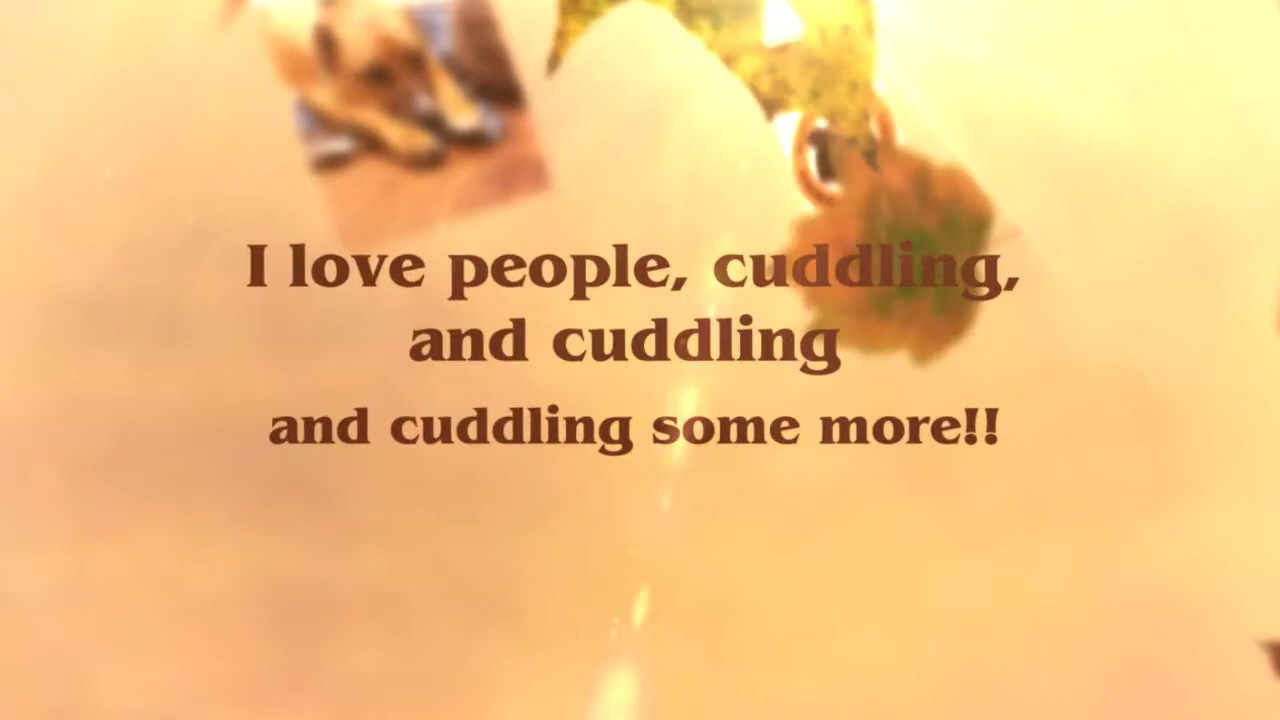 I love people, cuddling,
and cuddling
and cuddling some more!!